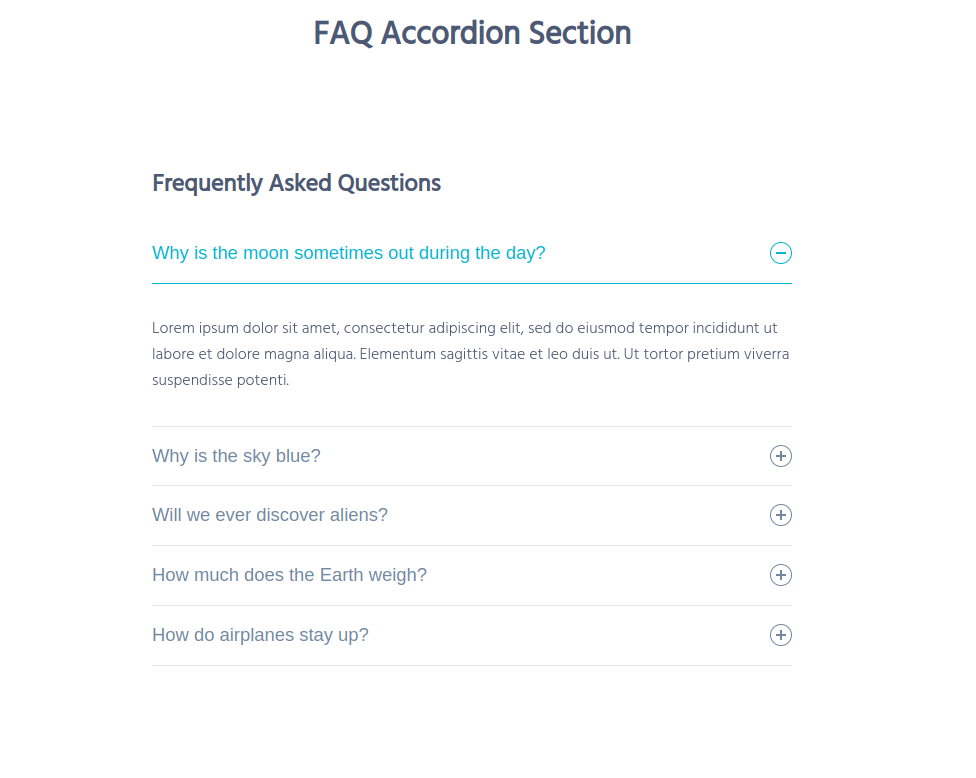 FAQ Accordion Section
Frequently Asked Questions
Why is the moon sometimes out during the day?
Lorem ipsum dolor sit amet, consectetur adipiscing elit, sed do eiusmod tempor incididunt ut
labore et dolore magna aliqua. Elementum sagittis vitae et leo duis ut. Ut tortor pretium viverra
suspendisse potenti.
Why is the sky blue?
Will we ever discover aliens?
How much does the Earth weigh?
How do airplanes stay up?